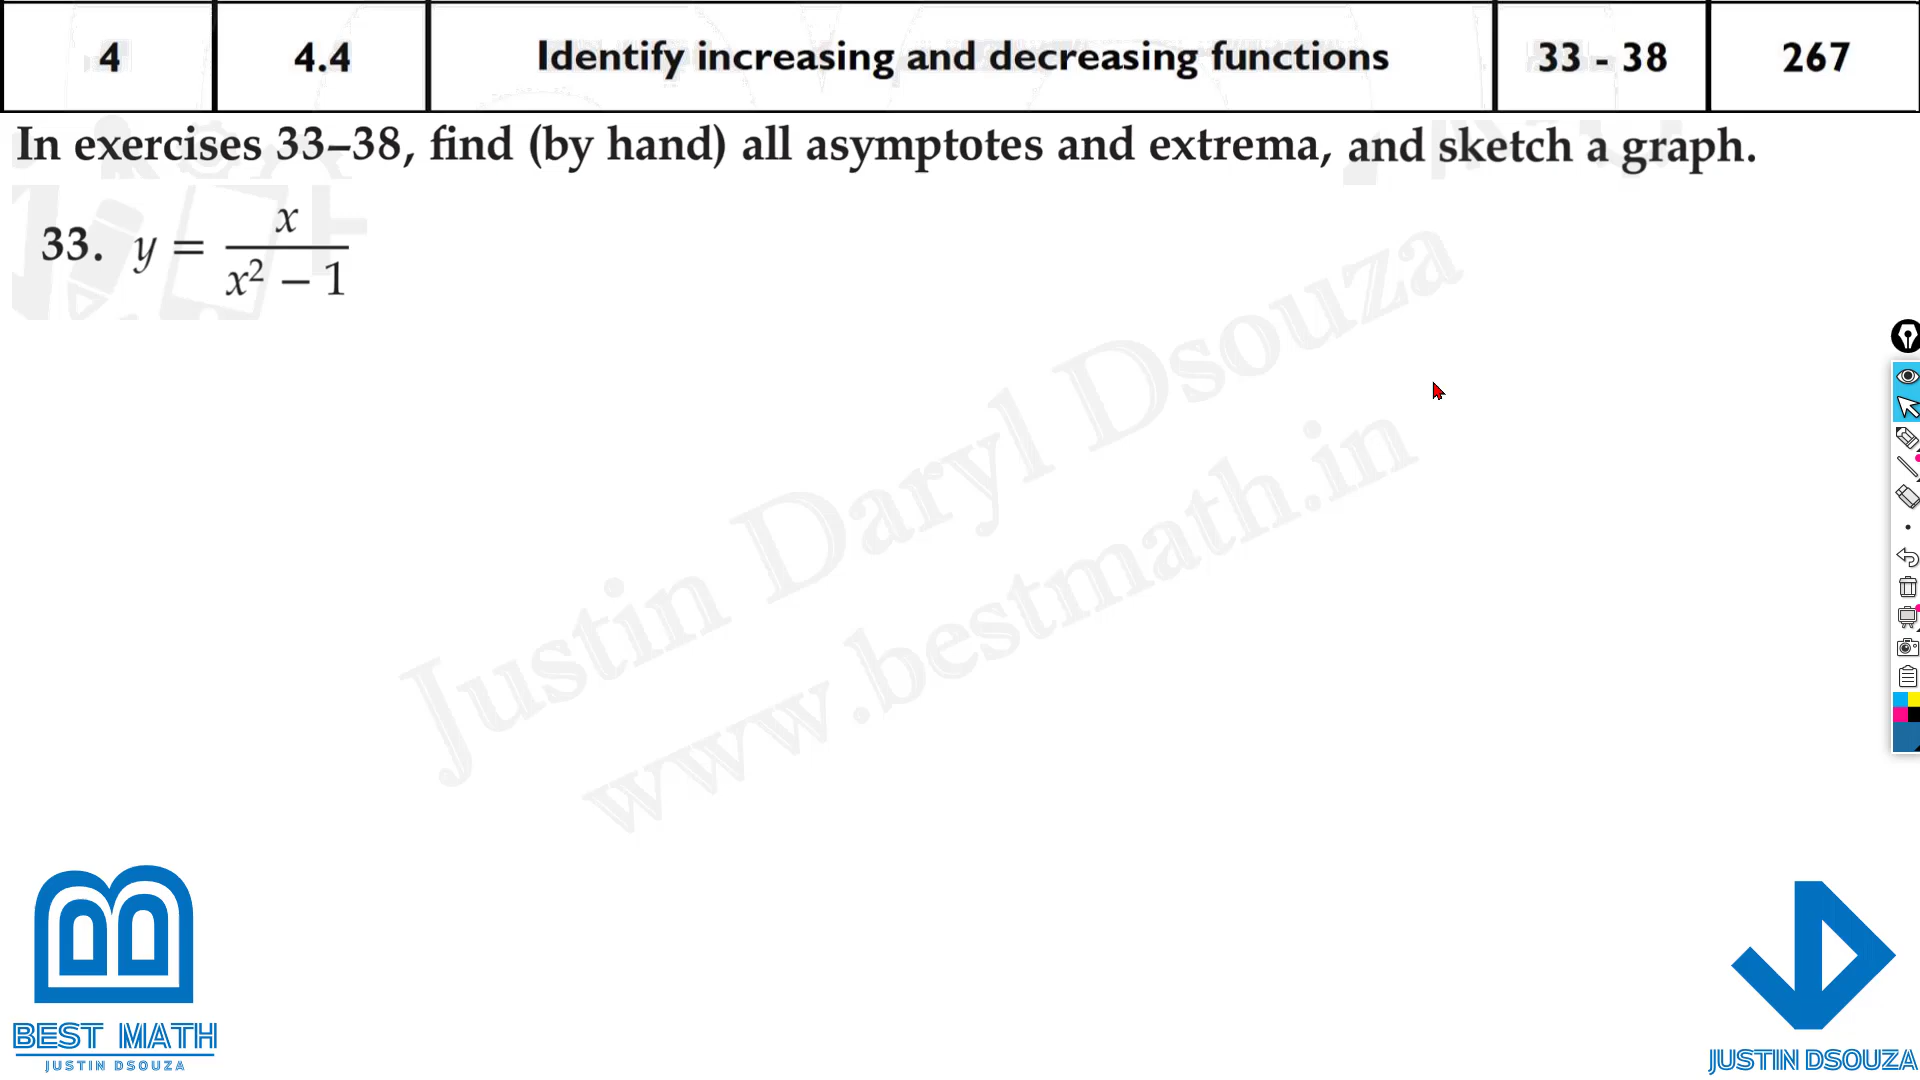 4 4.4 Identify increasing and decreasing functions 33 - 38 267
In exercises 33–38, find (by hand) all asymptotes and extrema, and sketch a graph.
33. y = x / (x² − 1)
Justin Daryl Dsouza
www.bestmath.in
BEST MATH
JUSTIN DSOUZA
JUSTIN DSOUZA